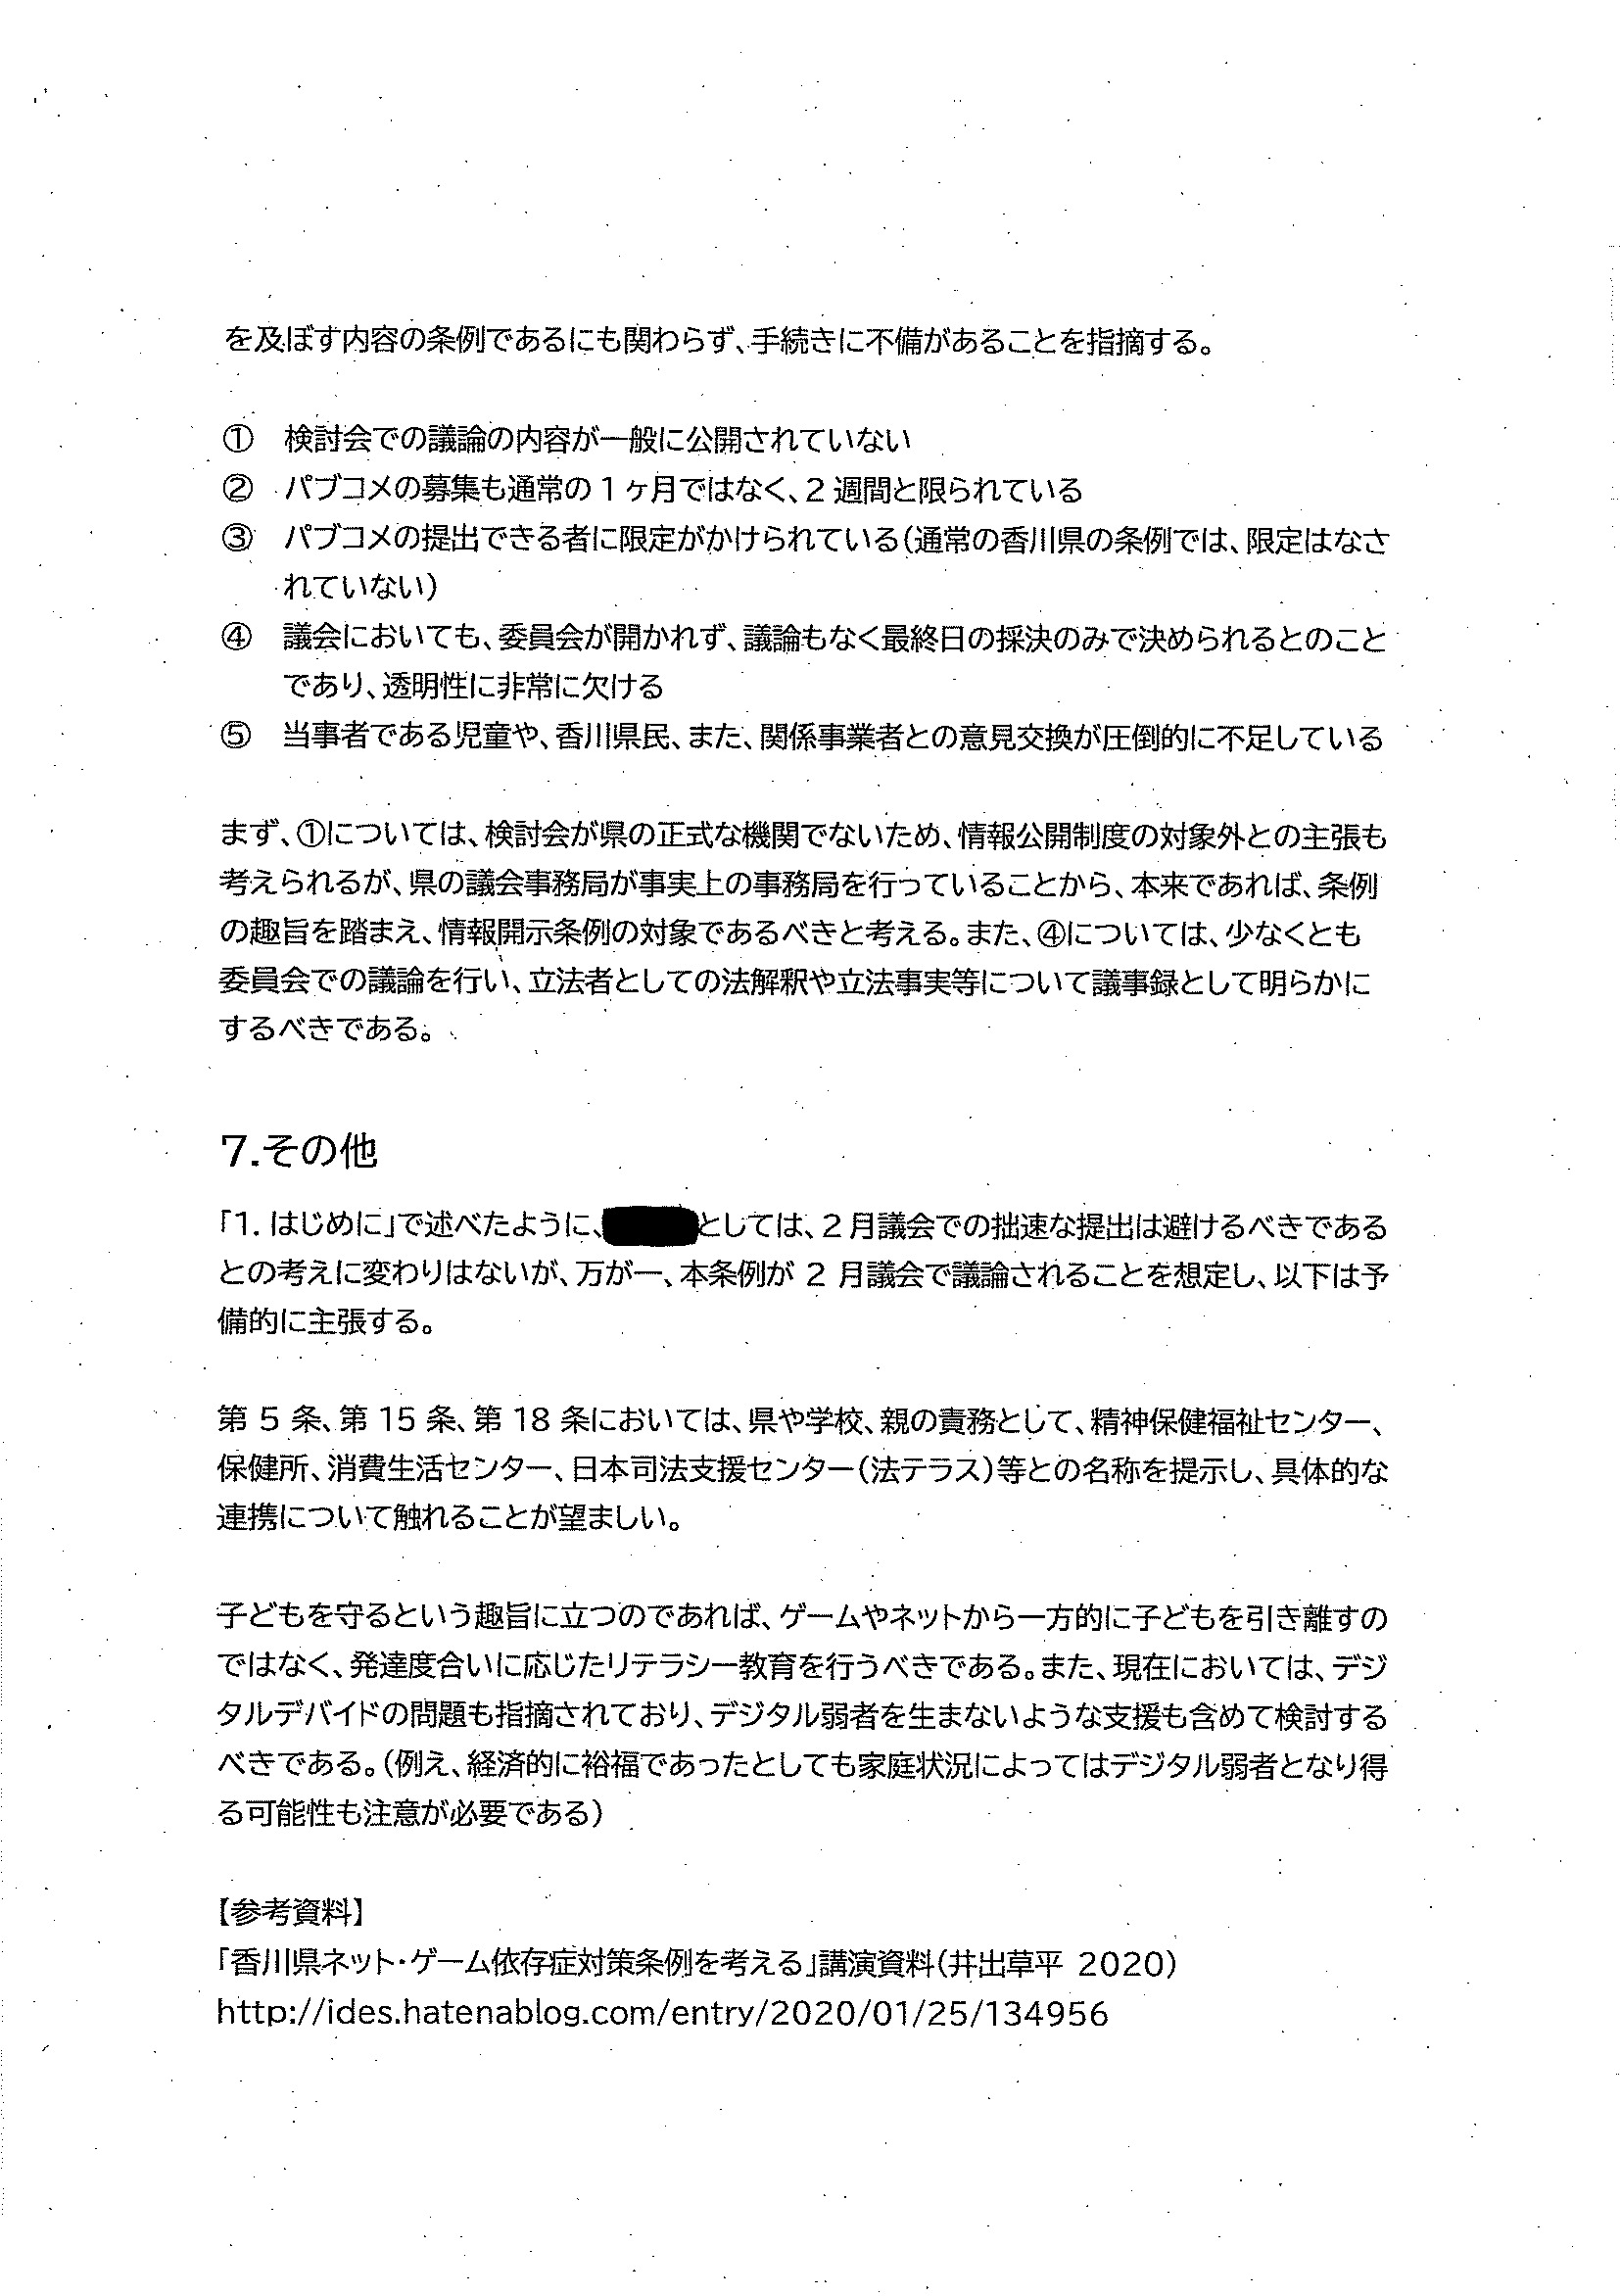 を及ぼす内容の条例であるにも関わらず、手続きに不備があることを指摘する。
① 検討会での議論の内容が一般に公開されていない
② パブコメの募集も通常の１ヶ月ではなく、2 週間と限られている
③ パブコメの提出できる者に限定がかけられている（通常の香川県の条例では、限定はなさ
れていない）
④ 議会においても、委員会が開かれず、議論もなく最終日の採決のみで決められるとのこと
であり、透明性に非常に欠ける
⑤ 当事者である児童や、香川県民、また、関係事業者との意見交換が圧倒的に不足している
まず、①については、検討会が県の正式な機関でないため、情報公開制度の対象外との主張も
考えられるが、県の議会事務局が事実上の事務局を行っていることから、本来であれば、条例
の趣旨を踏まえ、情報開示条例の対象であるべきと考える。また、④については、少なくとも
委員会での議論を行い、立法者としての法解釈や立法事実等について議事録として明らかに
するべきである。
7.その他
「1. はじめに」で述べたように、としては、2 月議会での拙速な提出は避けるべきである
との考えに変わりはないが、万が一、本条例が 2 月議会で議論されることを想定し、以下は予
備的に主張する。
第 5 条、第 15 条、第 18 条においては、県や学校、親の責務として、精神保健福祉センター、
保健所、消費生活センター、日本司法支援センター（法テラス）等との名称を提示し、具体的な
連携について触れることが望ましい。
子どもを守るという趣旨に立つのであれば、ゲームやネットから一方的に子どもを引き離すの
ではなく、発達度合いに応じたリテラシー教育を行うべきである。また、現在においては、デジ
タルデバイドの問題も指摘されており、デジタル弱者を生まないような支援も含めて検討する
べきである。（例え、経済的に裕福であったとしても家庭状況によってはデジタル弱者となり得
る可能性も注意が必要である）
【参考資料】
「香川県ネット・ゲーム依存症対策条例を考える」講演資料（井出草平 2020）
http://ides.hatenablog.com/entry/2020/01/25/134956